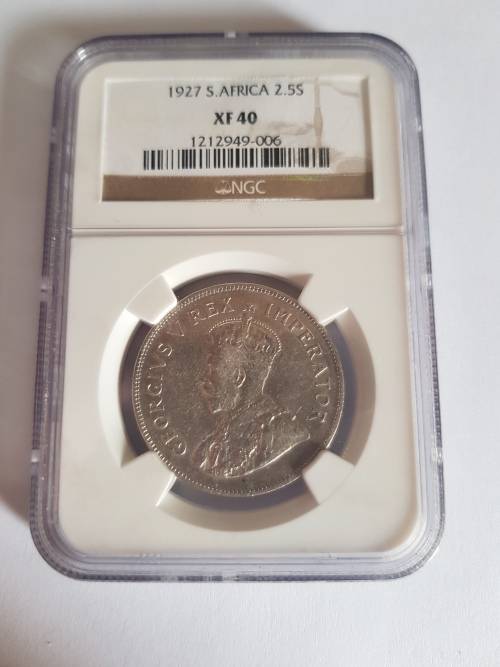 1927 S.AFRICA 2.5S
XF 40
1212949-006
NGC
GEORGIVS V REX IMPERATOR